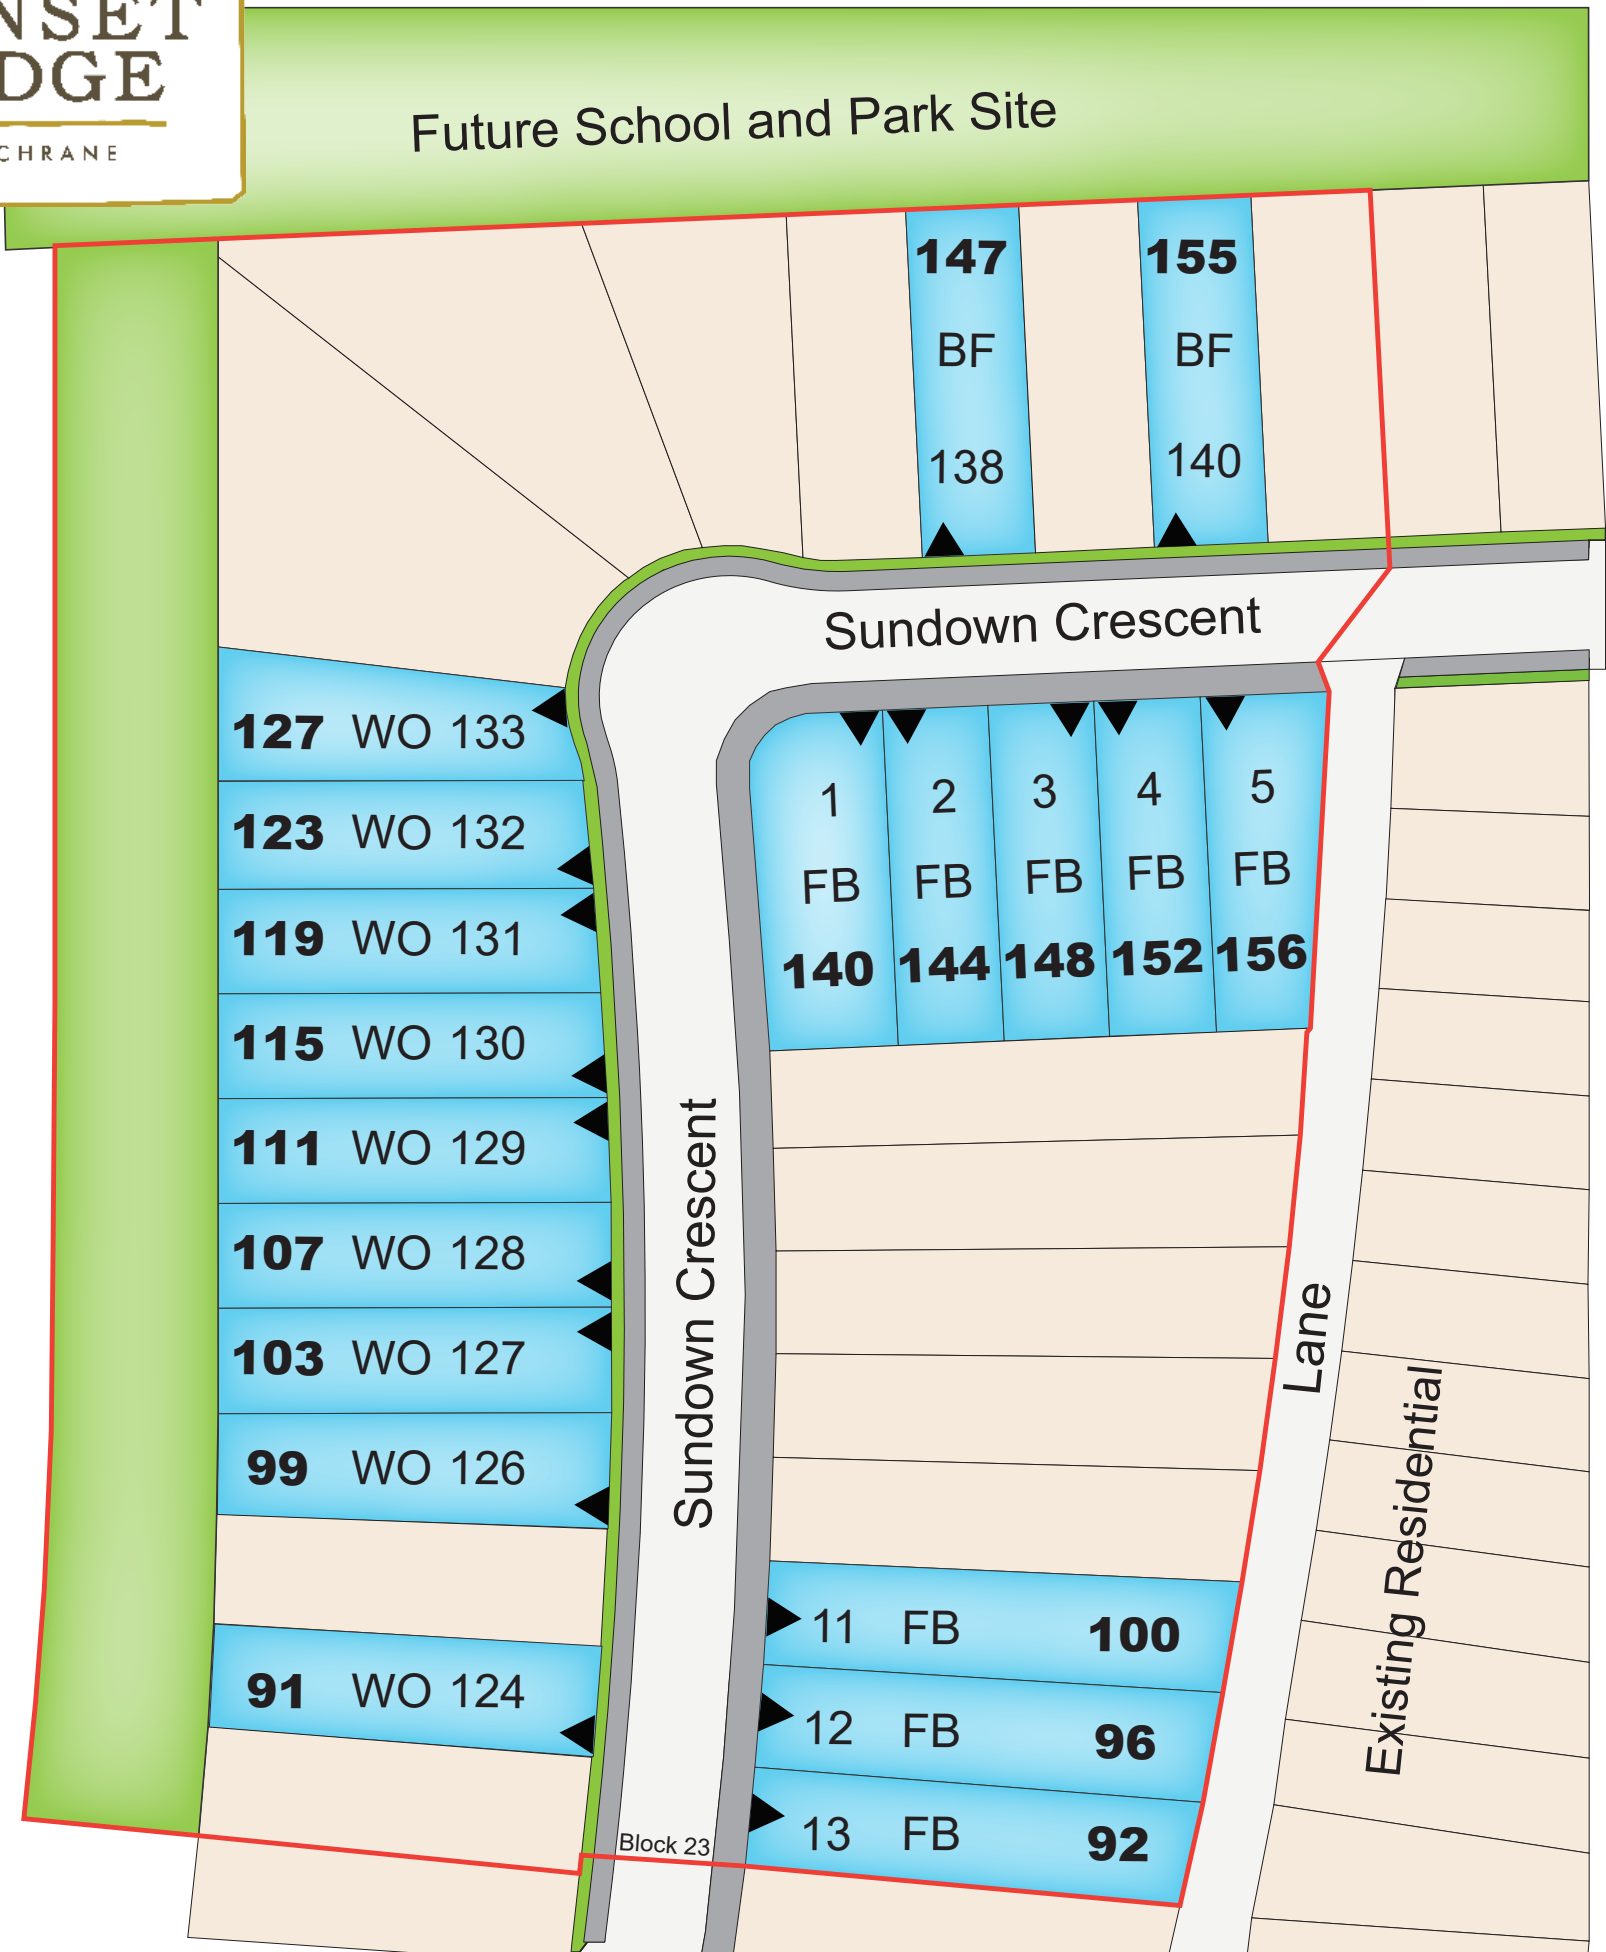 NSET
DGE
CHRANE
Future School and Park Site
147
BF
138
155
BF
140
Sundown Crescent
127 WO 133
123 WO 132
119 WO 131
115 WO 130
111 WO 129
107 WO 128
103 WO 127
99 WO 126
91 WO 124
1
FB
140
2
FB
144
3
FB
148
4
FB
152
5
FB
156
Sundown Crescent
Lane
Existing Residential
11 FB 100
12 FB 96
13 FB 92
Block 23